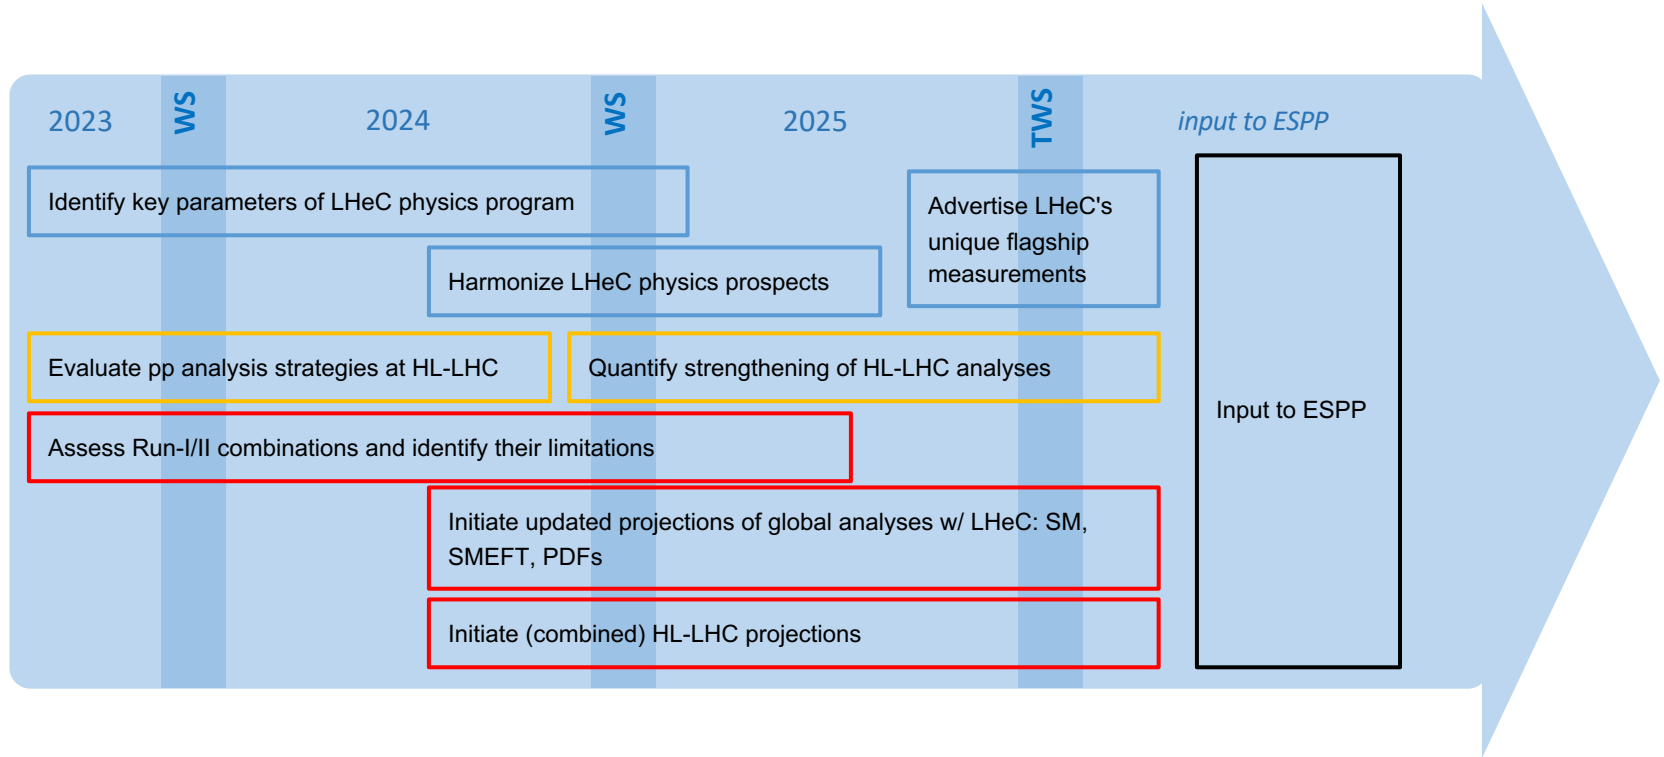 2023
WS
2024
WS
2025
TWS
input to ESPP
Identify key parameters of LHeC physics program
Advertise LHeC's
unique flagship
measurements
Harmonize LHeC physics prospects
Evaluate pp analysis strategies at HL-LHC
Quantify strengthening of HL-LHC analyses
Input to ESPP
Assess Run-I/II combinations and identify their limitations
Initiate updated projections of global analyses w/ LHeC: SM,
SMEFT, PDFs
Initiate (combined) HL-LHC projections